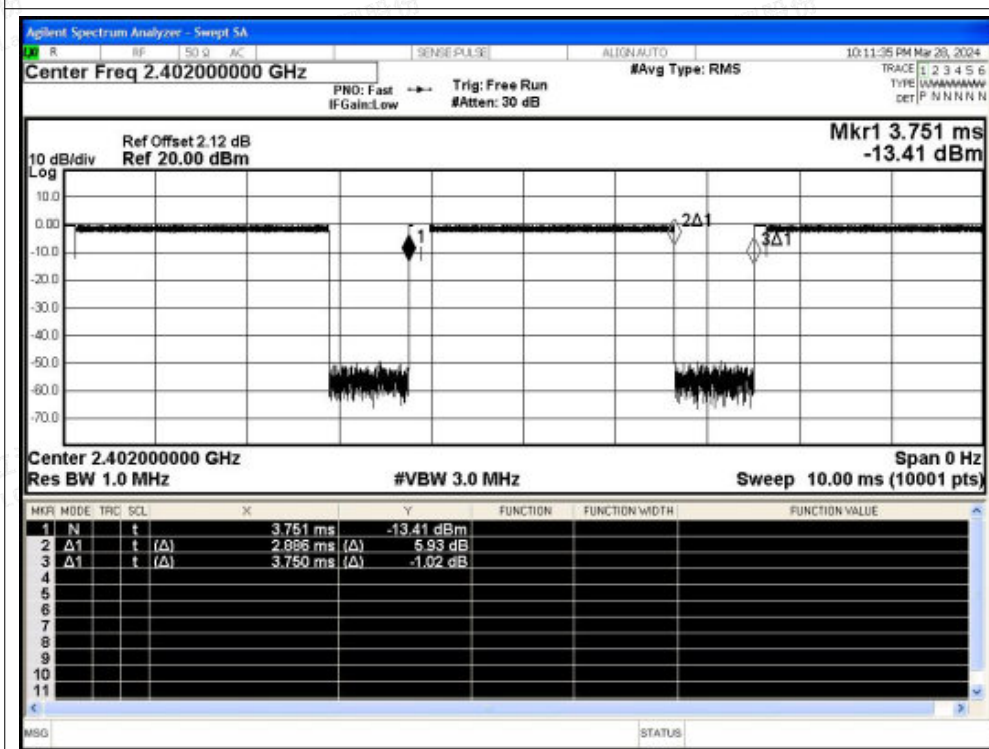 Agilent Spectrum Analyzer - Swept SA
R RF 50 Ω AC SENSE:PULSE ALIGN AUTO 10:11:35 PM Mar 28, 2024
Center Freq 2.402000000 GHz
PNO: Fast
IFGain:Low
Trig: Free Run
#Atten: 30 dB
#Avg Type: RMS
TRACE 1 2 3 4 5 6
TYPE
DET P N N N N N
Ref Offset 2.12 dB
10 dB/div Ref 20.00 dBm
Log
Mkr1 3.751 ms
-13.41 dBm
10.0
0.00
-10.0
-20.0
-30.0
-40.0
-50.0
-60.0
-70.0
1
2Δ1
3Δ1
Center 2.402000000 GHz Span 0 Hz
Res BW 1.0 MHz #VBW 3.0 MHz Sweep 10.00 ms (10001 pts)
MKR MODE TRC SCL X Y FUNCTION FUNCTION WIDTH FUNCTION VALUE
1 N t 3.751 ms -13.41 dBm
2 Δ1 t (Δ) 2.886 ms (Δ) 5.93 dB
3 Δ1 t (Δ) 3.750 ms (Δ) -1.02 dB
4
5
6
7
8
9
10
11
MSG STATUS